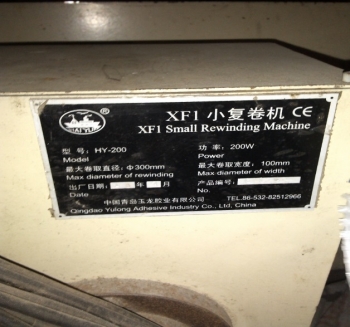 XF1 小复卷机 CE
XF1 Small Rewinding Machine
型号: HY-200 功率: 200W
Model Power
最大卷取直径: Φ300mm 最大卷取宽度: 100mm
Max diameter of rewinding Max diameter of width
出厂日期 年 月 产品编号
Date TEL:86-532-82512966
中国青岛玉龙胶业有限公司
Qingdao Yulong Adhesive Industry Co., Ltd, China